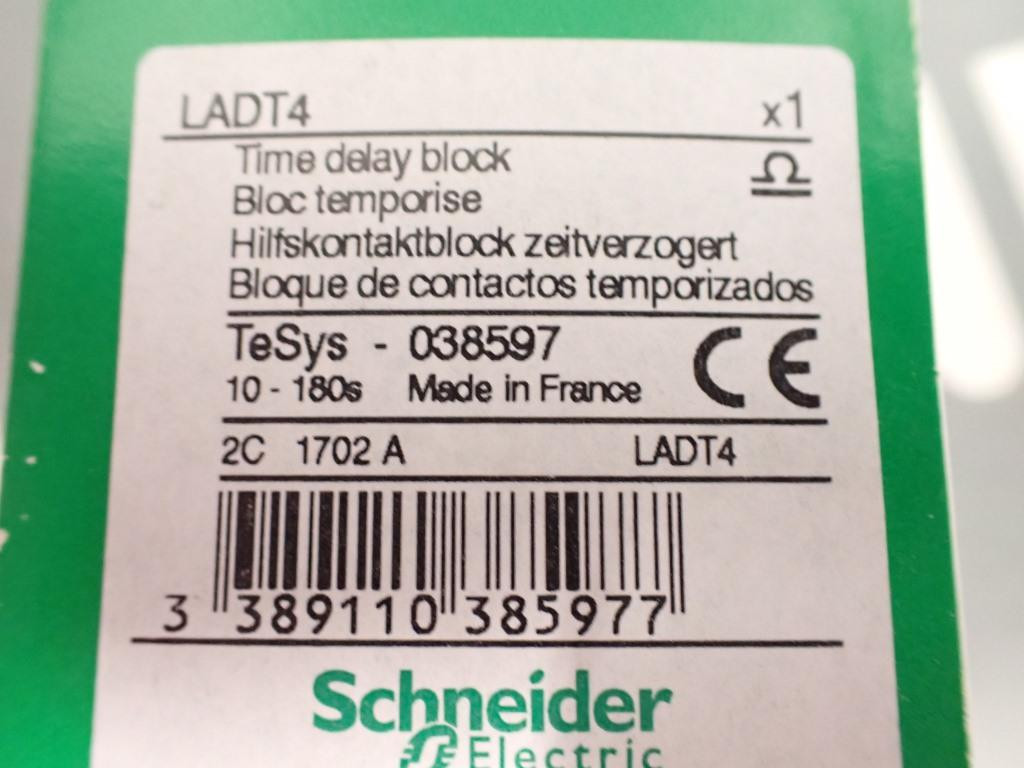 LADT4 x1
Time delay block
Bloc temporise
Hilfskontaktblock zeitverzogert
Bloque de contactos temporizados
TeSys - 038597
10 - 180s Made in France CE
2C 1702 A LADT4
3 389110 385977
Schneider
Electric